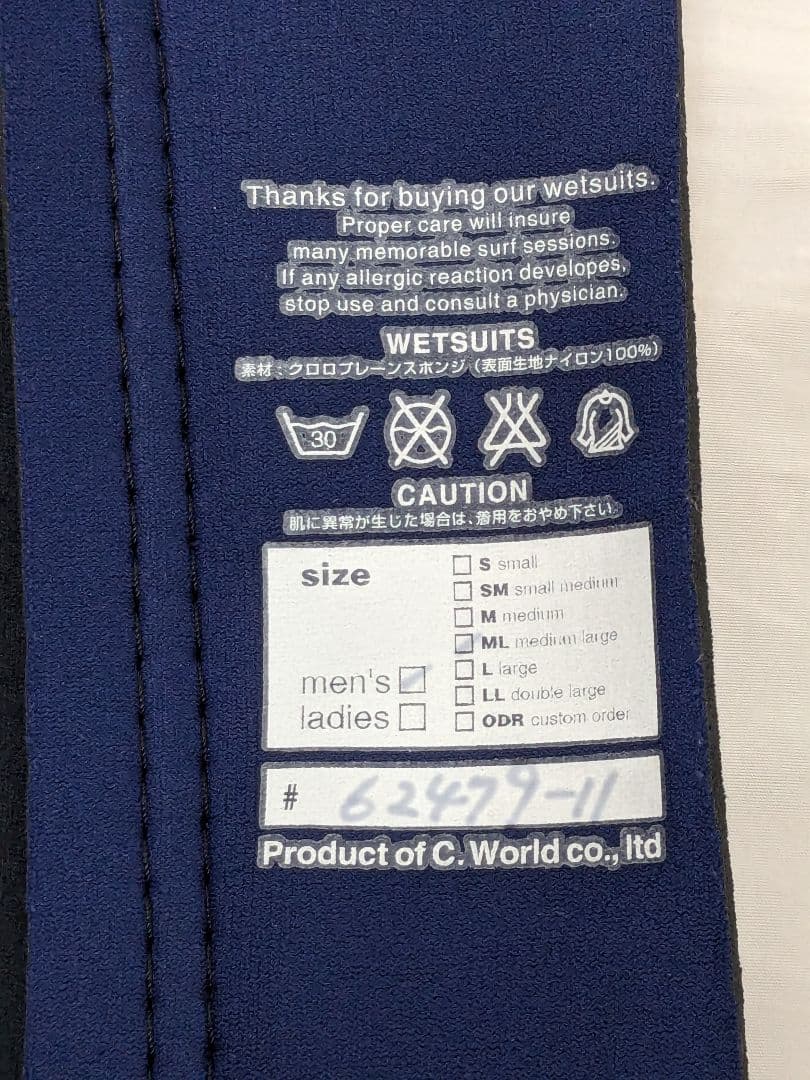 Thanks for buying our wetsuits.
Proper care will insure
many memorable surf sessions.
If any allergic reaction developes,
stop use and consult a physician.
WETSUITS
素材：クロロプレーンスポンジ（表面生地ナイロン100%）
30
CAUTION
肌に異常が生じた場合は、着用をおやめ下さい。
size
S small
SM small medium
M medium
ML medium large
L large
LL double large
ODR custom order
men's
ladies
# 62479-11
Product of C. World co., ltd